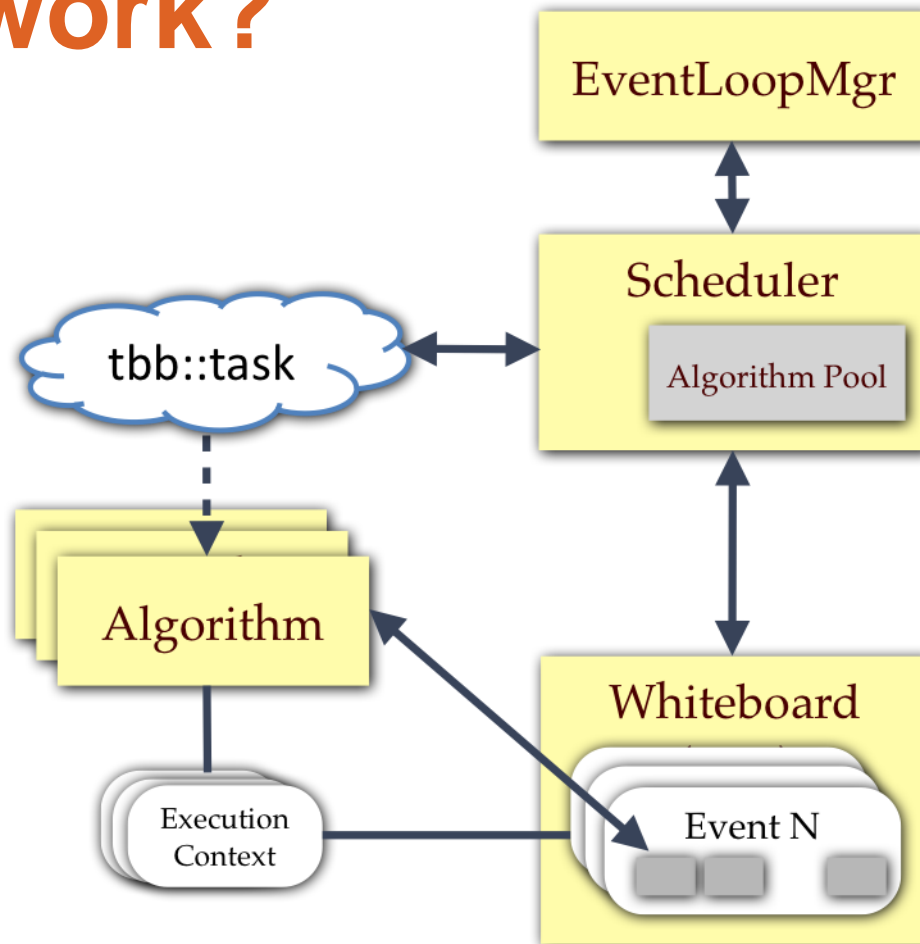 work?
EventLoopMgr
Scheduler
Algorithm Pool
tbb::task
Algorithm
Whiteboard
Execution
Context
Event N